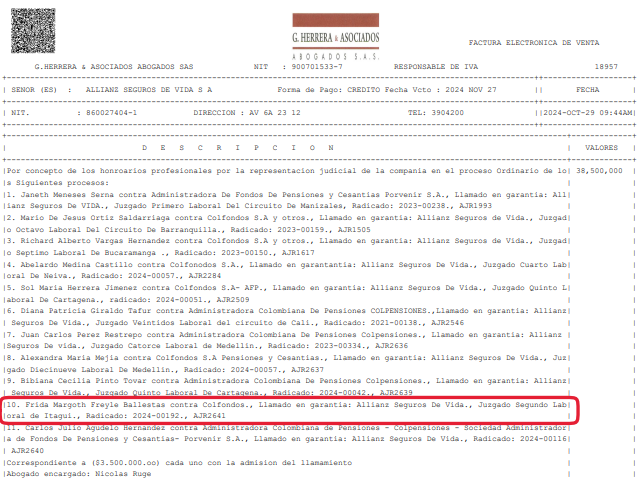 G. HERRERA & ASOCIADOS
ABOGADOS S.A.S.
FACTURA ELECTRONICA DE VENTA
G.HERRERA & ASOCIADOS ABOGADOS SAS NIT : 900701533-7 RESPONSABLE DE IVA 18957
SENOR (ES) : ALLIANZ SEGUROS DE VIDA S A Forma de Pago: CREDITO Fecha Vcto : 2024 NOV 27 FECHA
NIT. : 860027404-1 DIRECCION : AV 6A 23 12 TEL: 3904200 2024-OCT-29 09:44AM
D E S C R I P C I O N VALORES
Por concepto de los honroarios profesionales por la representacion judicial de la compania en el proceso Ordinario de lo 38,500,000
s Siguientes procesos:
1. Janeth Meneses Serna contra Administradora De Fondos De Pensiones y Cesantias Porvenir S.A., Llamado en garantia: All
ianz Seguros De VIDA., Juzgado Primero Laboral Del Circuito De Manizales, Radicado: 2023-00238., AJR1993
2. Mario De Jesus Ortiz Saldarriaga contra Colfondos S.A y otros., Llamado en garantia: Allianz Seguros de Vida., Juzgad
o Octavo Laboral Del Circuito De Barranquilla., Radicado: 2023-00159., AJR1505
3. Richard Alberto Vargas Hernandez contra Colfondos S.A y otros., Llamado en garantia: Allianz Seguros De Vida., Juzgad
o Septimo Laboral De Bucaramanga ., Radicado: 2023-00150., AJR1617
4. Abelardo Medina Castillo contra Colfonodos S.A., Llamado en garantantia: Allianz Seguros De Vida., Juzgado Cuarto Lab
oral De Neiva., Radicado: 2024-00057., AJR2284
5. Sol Maria Herrera Jimenez contra Colfondos S.A- AFP., Llamado en garantia: Allianz Seguros De Vida., Juzgado Quinto L
aboral De Cartagena., radicado: 2024-00051., AJR2509
6. Diana Patricia Giraldo Tafur contra Administradora Colombiana De Pensiones COLPENSIONES.,Llamado en garantia: Allianz
Seguros De Vida., Juzgado Veintidos Laboral del circuito de Cali., Radicado: 2021-00138., AJR2546
7. Juan Carlos Perez Restrepo contra Administradora Colombiana De Pensiones Colpensiones., Llamado en garantia: Allianz
Seguros De vida., Juzgado Catorce Laboral de Medellin., Radicado: 2023-00334., AJR2636
8. Alexandra Maria Mejia contra Colfondos S.A Pensiones y Cesantias., Llamado en garantia: Allianz Seguros De Vida., Juz
gado Diecinueve Laboral De Medellin., Radicado: 2024-00057., AJR2637
9. Bibiana Cecilia Pinto Tovar contra Administradora Colombiana De Pensiones Colpensiones., Llamado en garantia: Allianz
Seguros De Vida., Juzgado Quinto Laboral De Cartagena., Radicado: 2024-00042., AJR2639
10. Frida Margoth Freyle Ballestas contra Colfondos., Llamado en garantia: Allianz Seguros De Vida., Juzgado Segundo Lab
oral de Itagui., Radicado: 2024-00192., AJR2641
11. Carlos Julio Agudelo Hernandez contra Administradora Colombiana de Pensiones - Colpensiones - Sociedad Administrador
a de Fondos De Pensiones y Cesantias- Porvenir S.A., Llamado en garantia: Allianz Seguros De Vida, Radicado: 2024-00116
AJR2640
Correspondiente a ($3.500.000.oo) cada uno con la admision del llamamiento
Abogado encargado: Nicolas Ruge